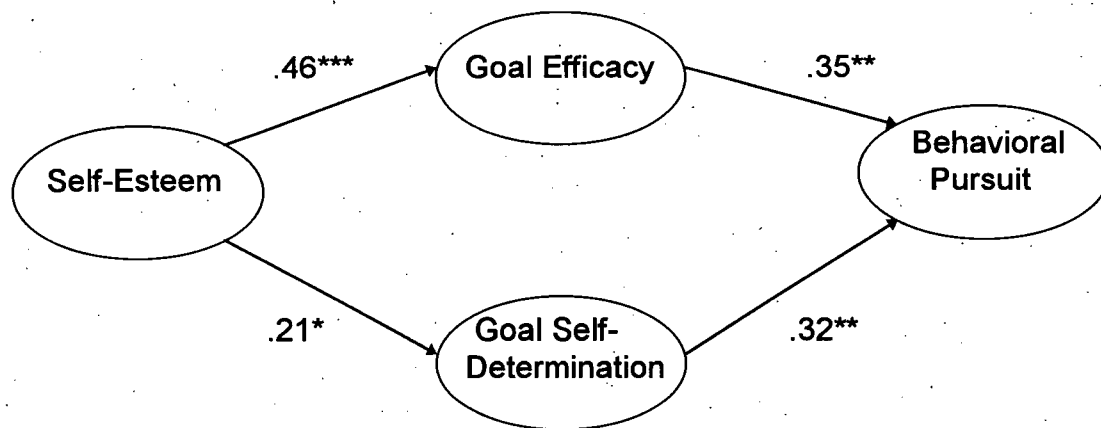 .46***
Goal Efficacy
.35**
Self-Esteem
Behavioral
Pursuit
.21*
Goal Self-
Determination
.32**